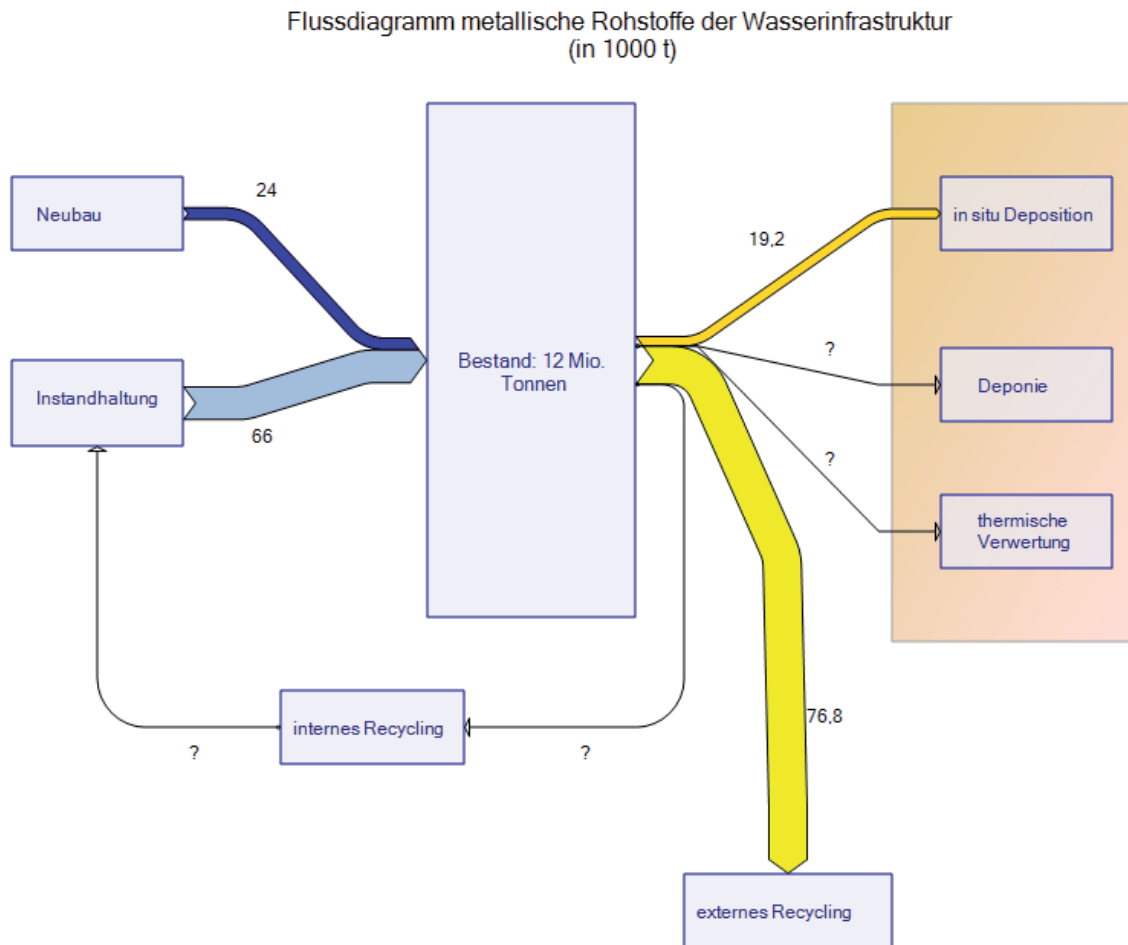 Flussdiagramm metallische Rohstoffe der Wasserinfrastruktur
(in 1000 t)
Neubau
24
Instandhaltung
66
Bestand: 12 Mio.
Tonnen
19,2
in situ Deposition
?
Deponie
?
thermische
Verwertung
76,8
internes Recycling
?
?
externes Recycling